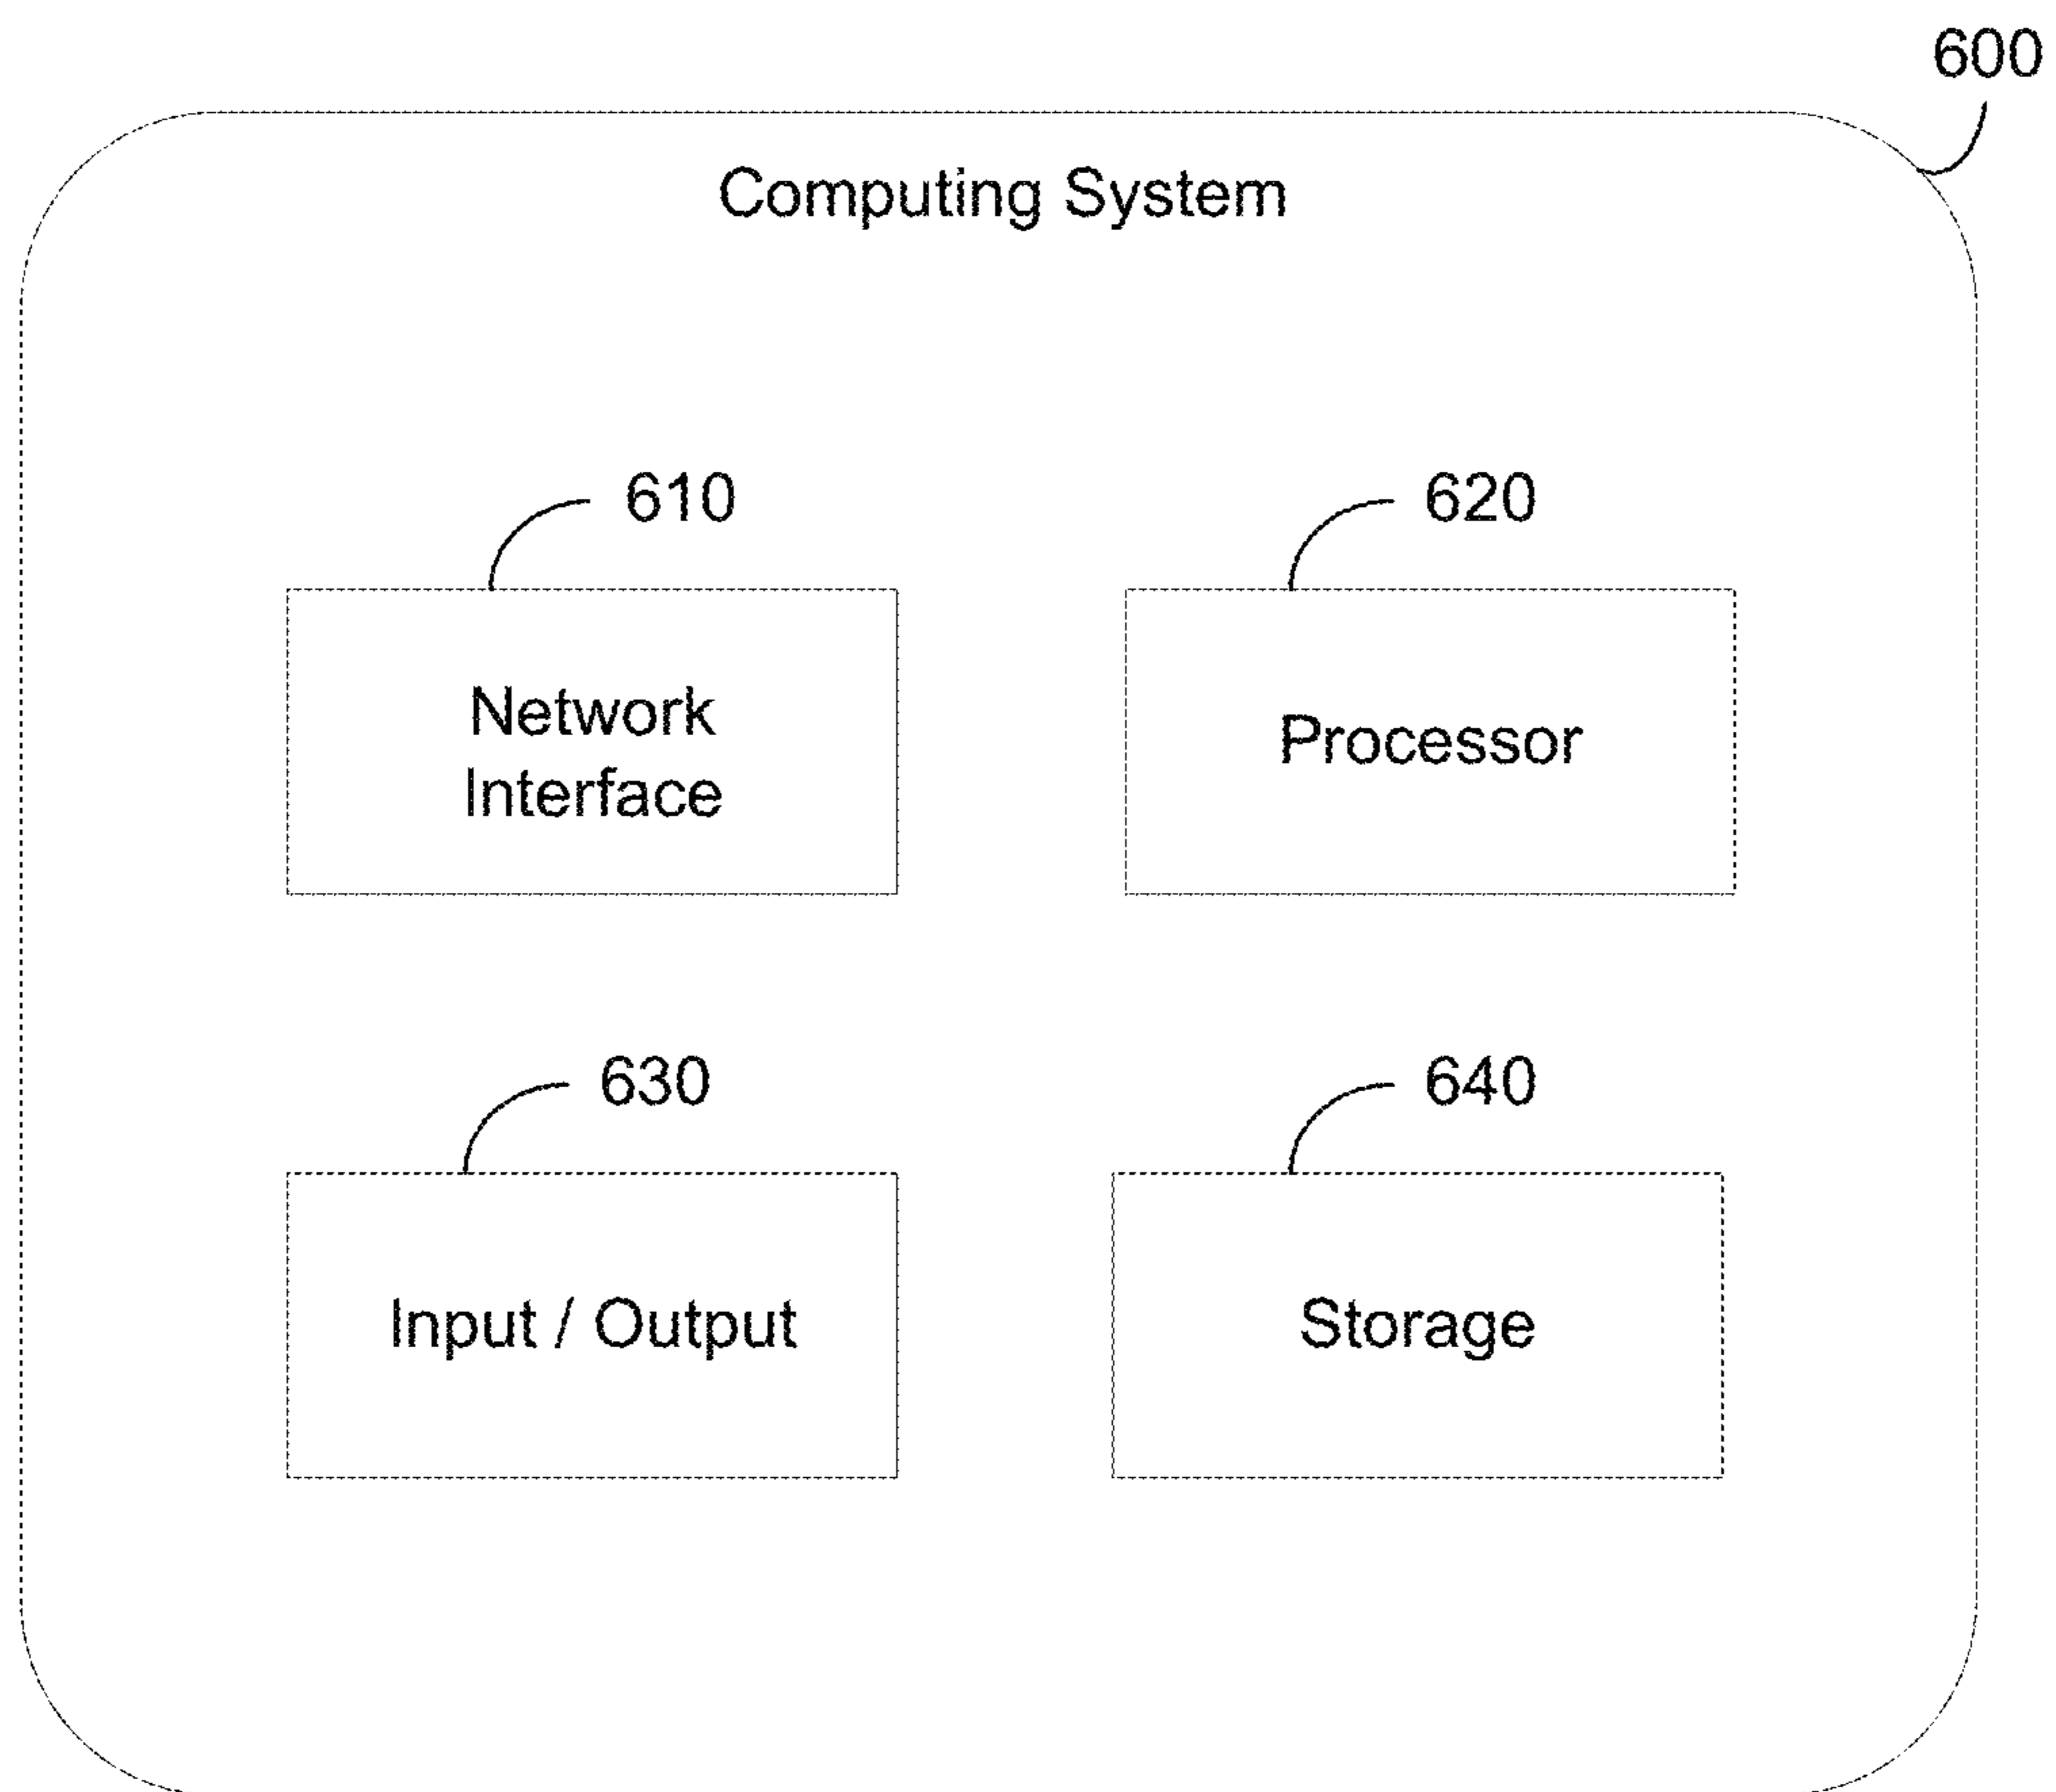 600
Computing System
610
620
Network
Interface
Processor
630
640
Input / Output
Storage